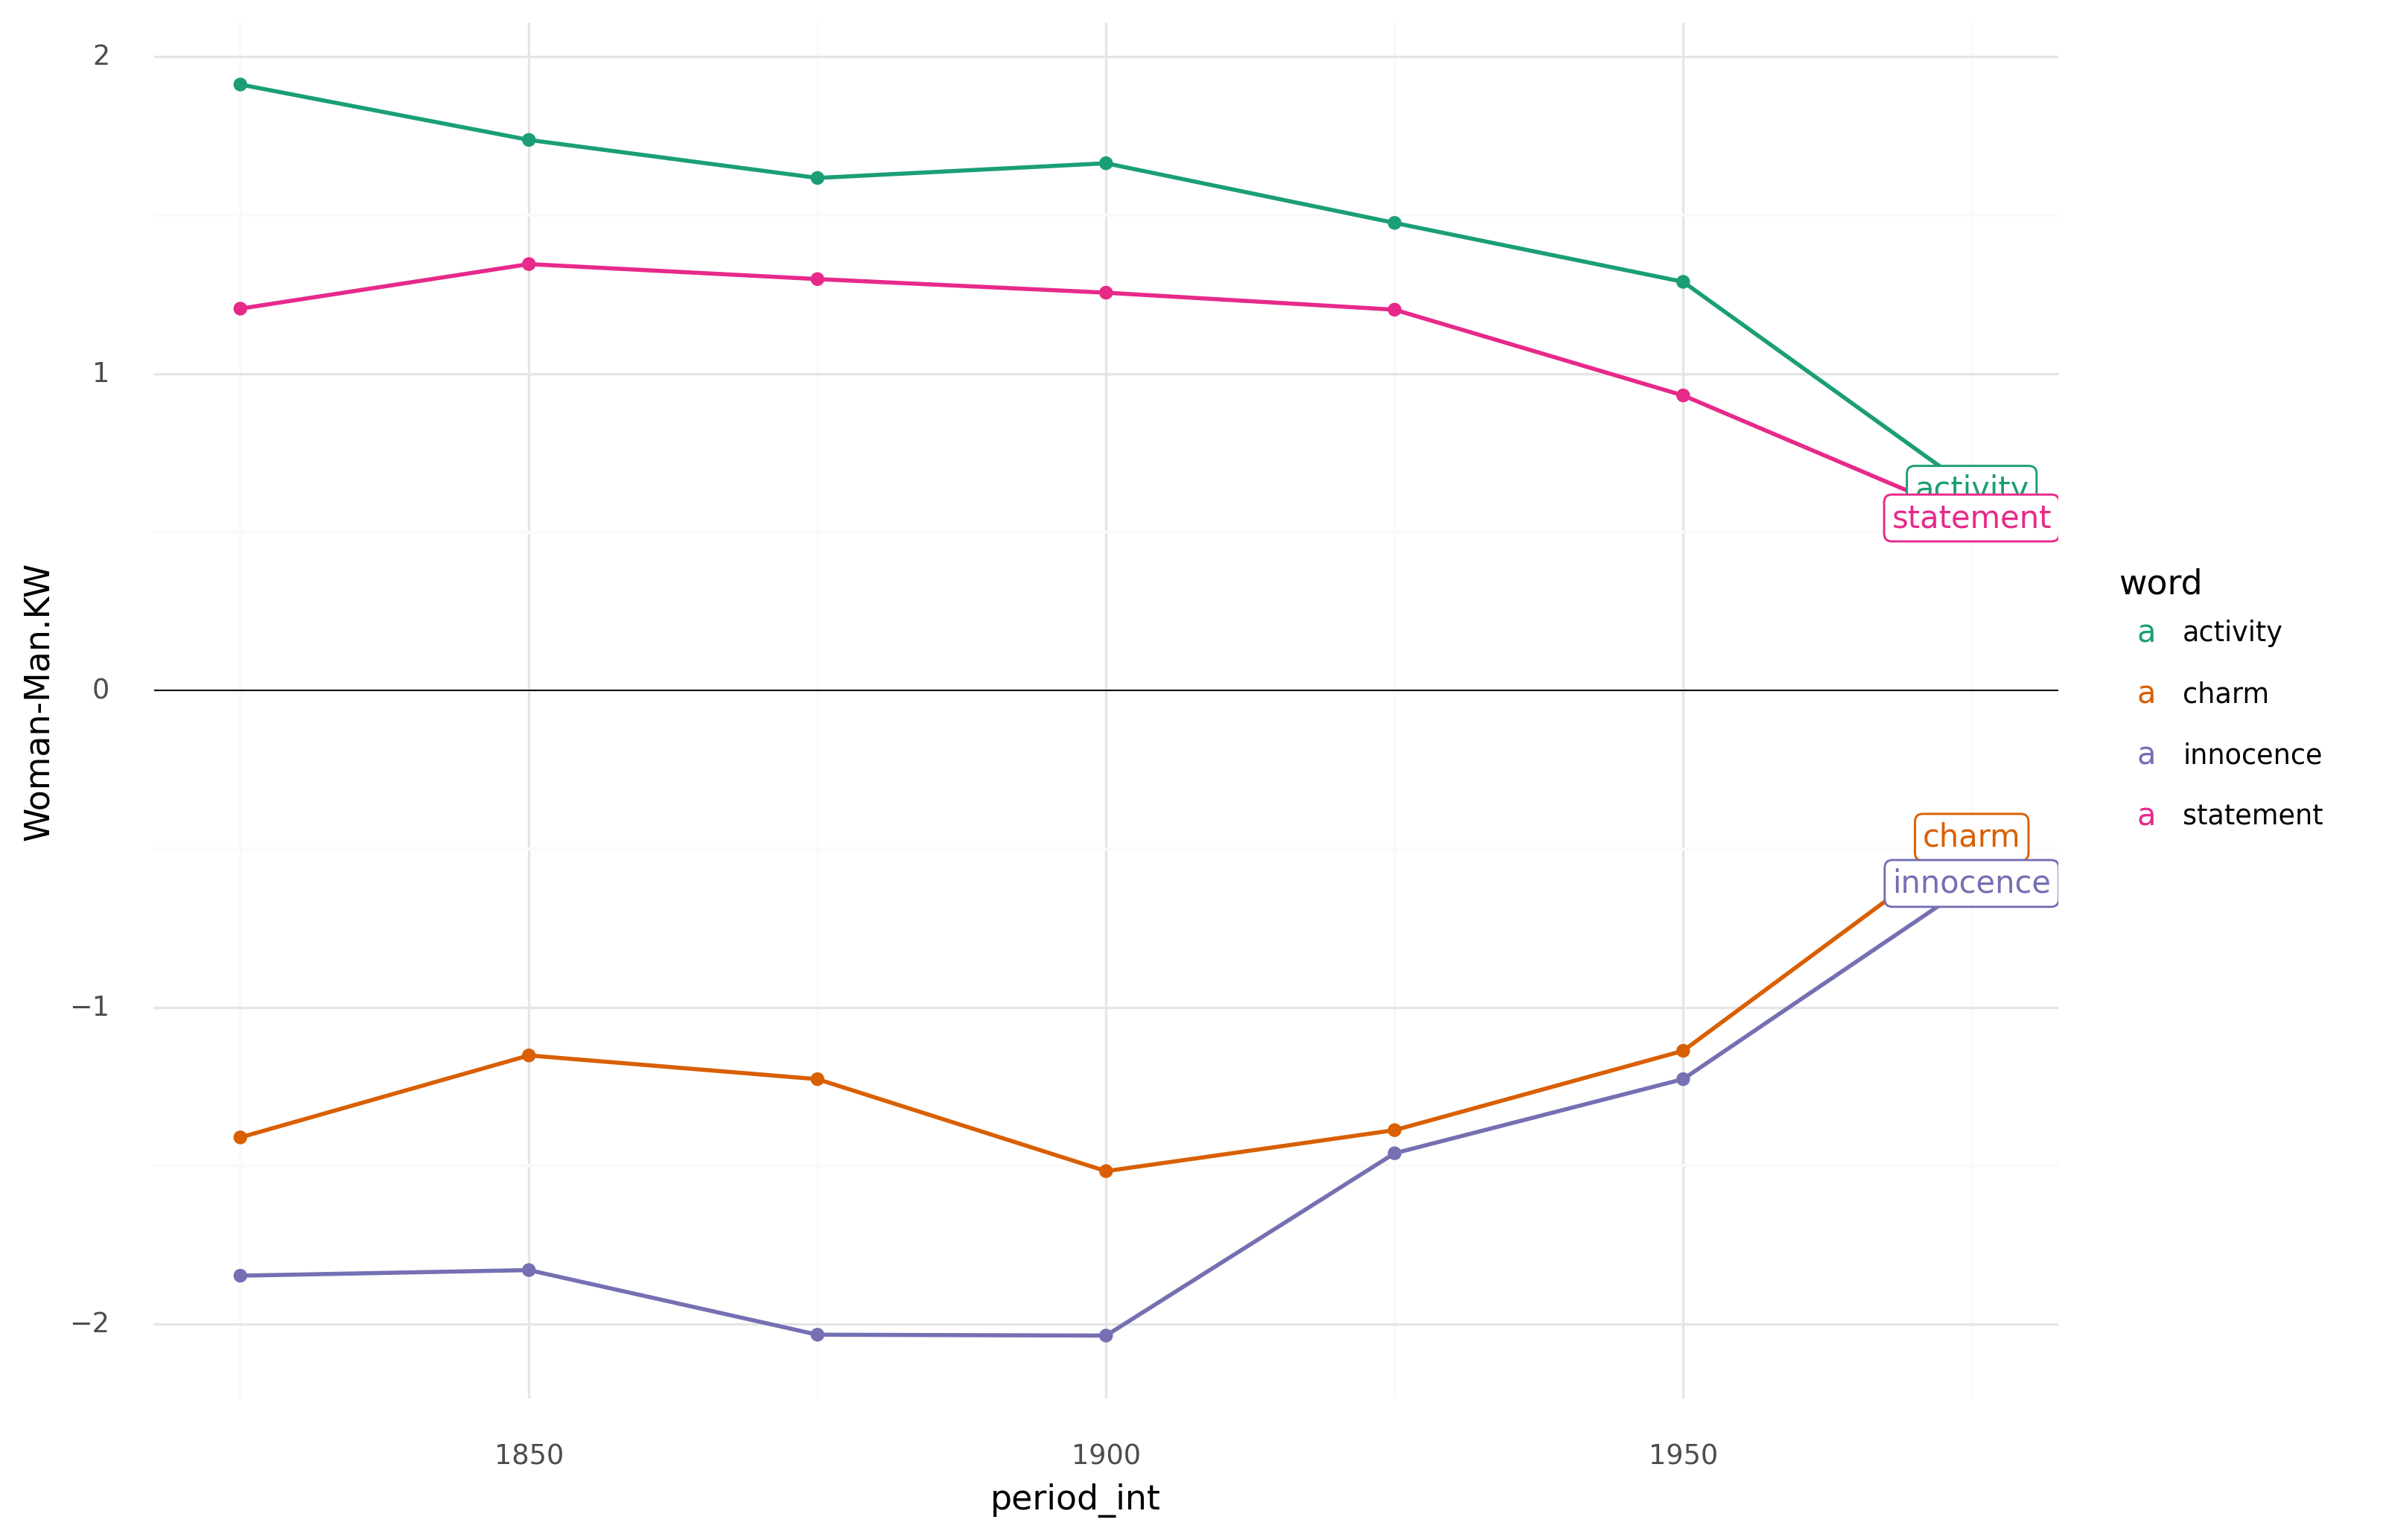 2
1
0
−1
−2
Woman-Man.KW
1850
1900
1950
period_int
activity
statement
charm
innocence
word
a activity
a charm
a innocence
a statement